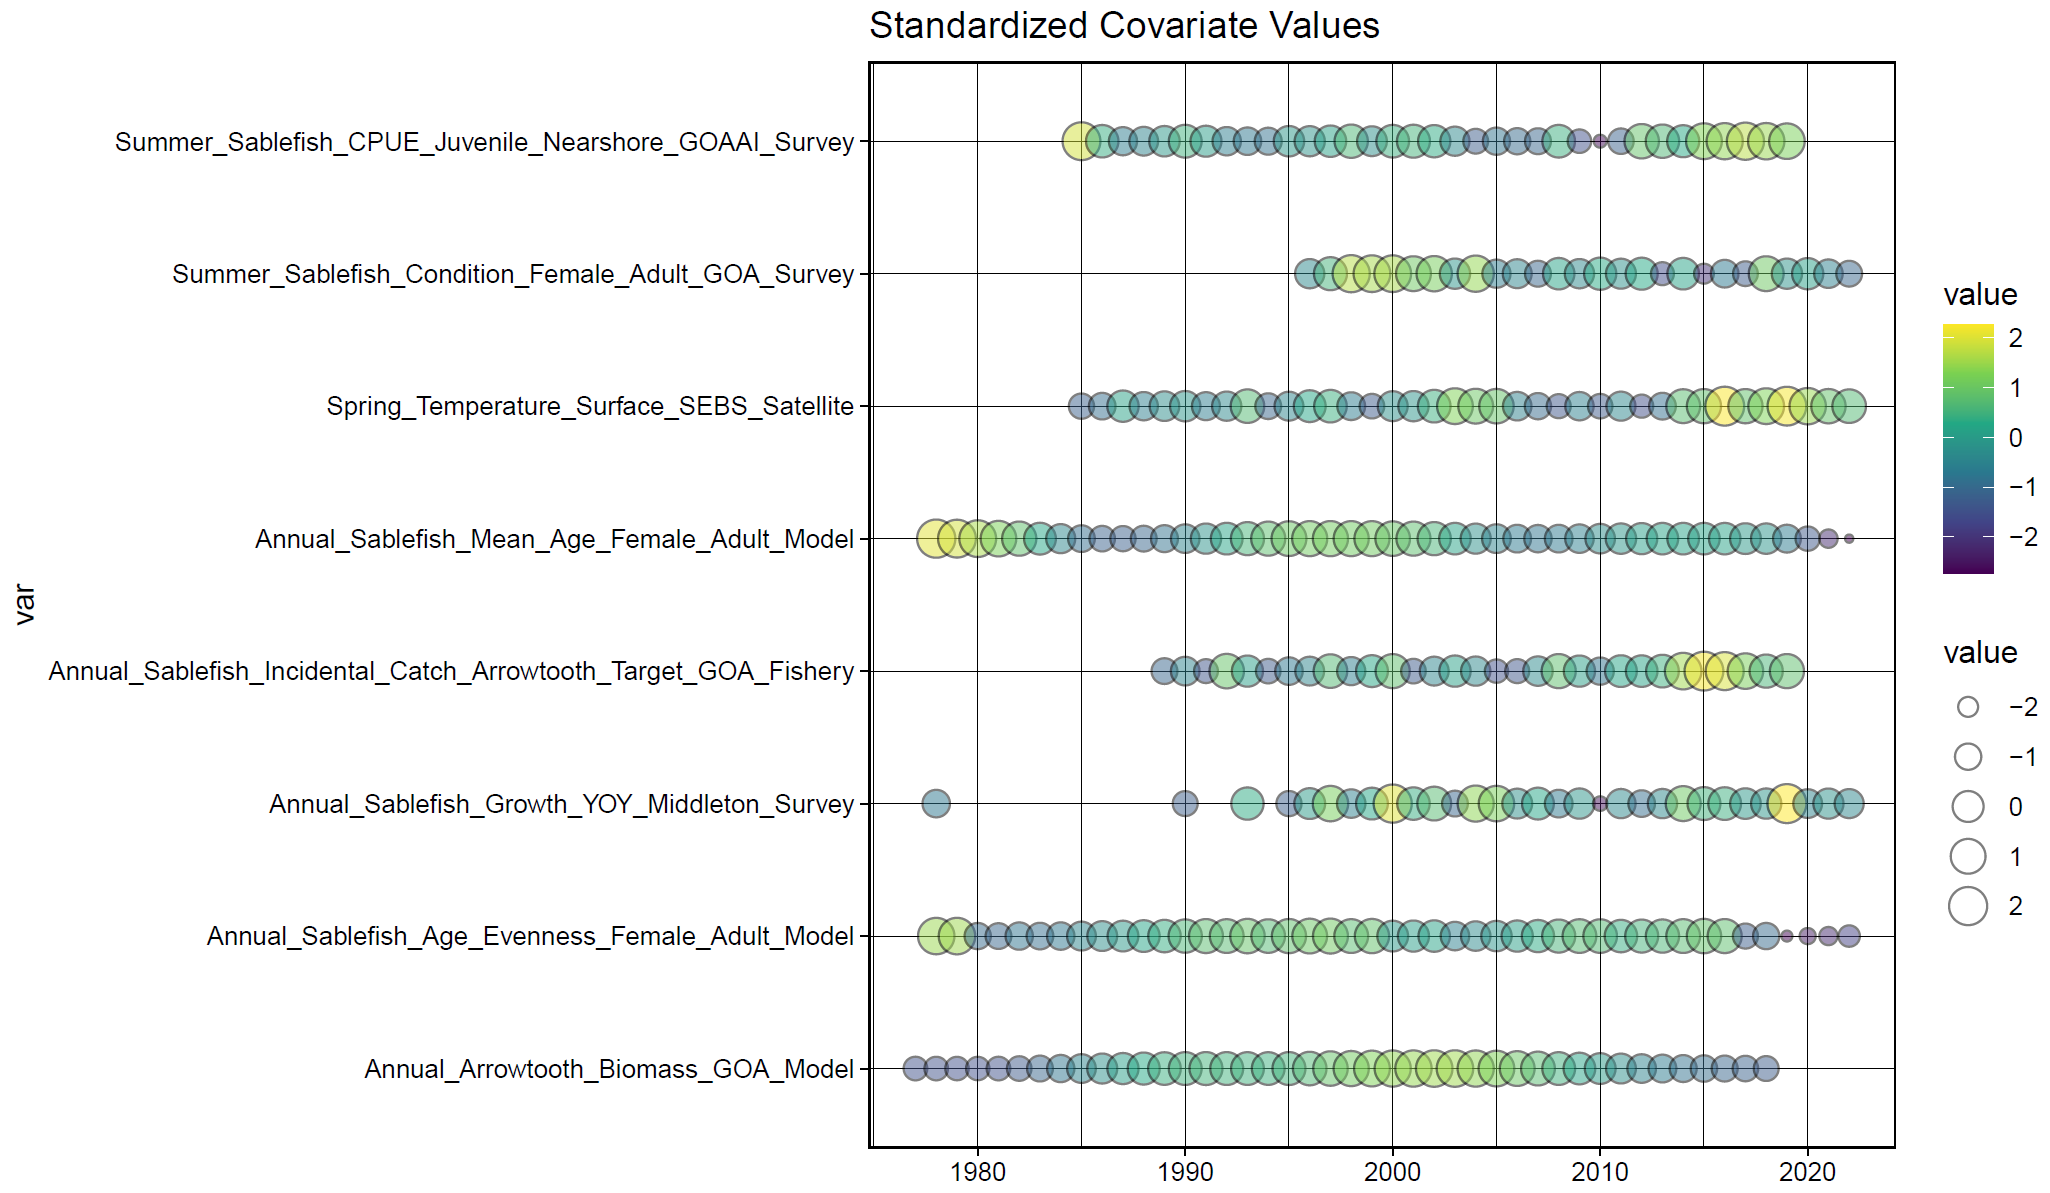 Standardized Covariate Values
Summer_Sablefish_CPUE_Juvenile_Nearshore_GOAAI_Survey
Summer_Sablefish_Condition_Female_Adult_GOA_Survey
Spring_Temperature_Surface_SEBS_Satellite
Annual_Sablefish_Mean_Age_Female_Adult_Model
Annual_Sablefish_Incidental_Catch_Arrowtooth_Target_GOA_Fishery
Annual_Sablefish_Growth_YOY_Middleton_Survey
Annual_Sablefish_Age_Evenness_Female_Adult_Model
Annual_Arrowtooth_Biomass_GOA_Model
var
1980 1990 2000 2010 2020
value
2
1
0
−1
−2
value
−2
−1
0
1
2